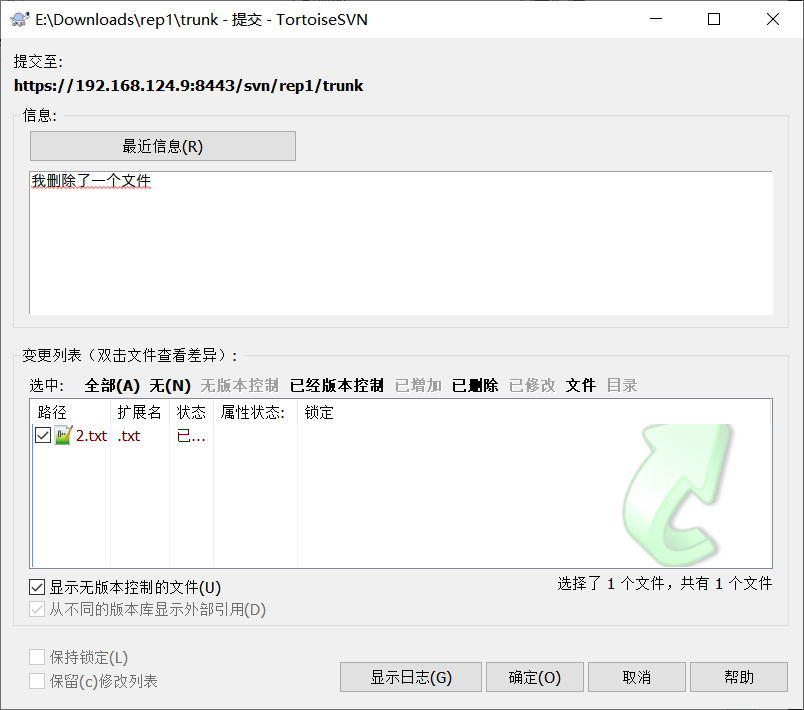 E:\Downloads\rep1\trunk - 提交 - TortoiseSVN
提交至:
https://192.168.124.9:8443/svn/rep1/trunk
信息:
最近信息(R)
我删除了一个文件
变更列表（双击文件查看差异）:
选中: 全部(A) 无(N) 无版本控制 已经版本控制 已增加 已删除 已修改 文件 目录
路径 扩展名 状态 属性状态: 锁定
2.txt .txt 已...
显示无版本控制的文件(U)
选择了 1 个文件，共有 1 个文件
从不同的版本库显示外部引用(D)
保持锁定(L)
保留(c)修改列表
显示日志(G) 确定(O) 取消 帮助